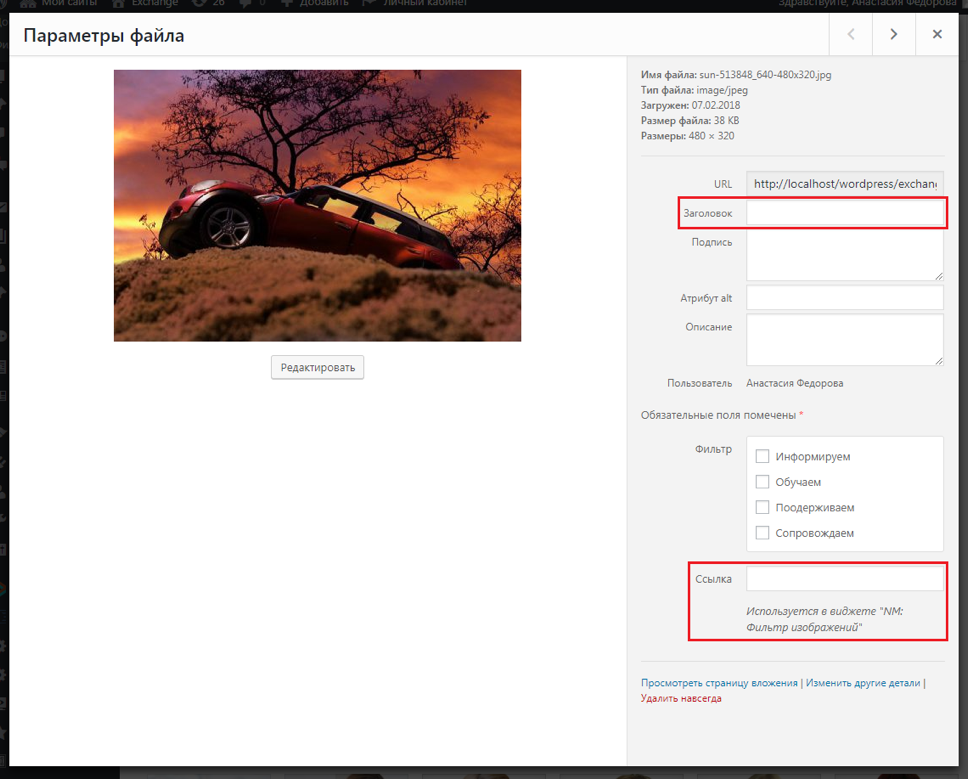 Мои сайты Exchange 26 0 Добавить Личный кабинет Здравствуйте, Анастасия Федорова
Параметры файла
Имя файла: sun-513848_640-480x320.jpg
Тип файла: image/jpeg
Загружен: 07.02.2018
Размер файла: 38 KB
Размеры: 480 × 320
URL http://localhost/wordpress/exchang
Заголовок
Подпись
Атрибут alt
Описание
Редактировать
Пользователь Анастасия Федорова
Обязательные поля помечены *
Фильтр
Информируем
Обучаем
Поодерживаем
Сопровождаем
Ссылка
Используется в виджете "NM:
Фильтр изображений"
Просмотреть страницу вложения | Изменить другие детали |
Удалить навсегда